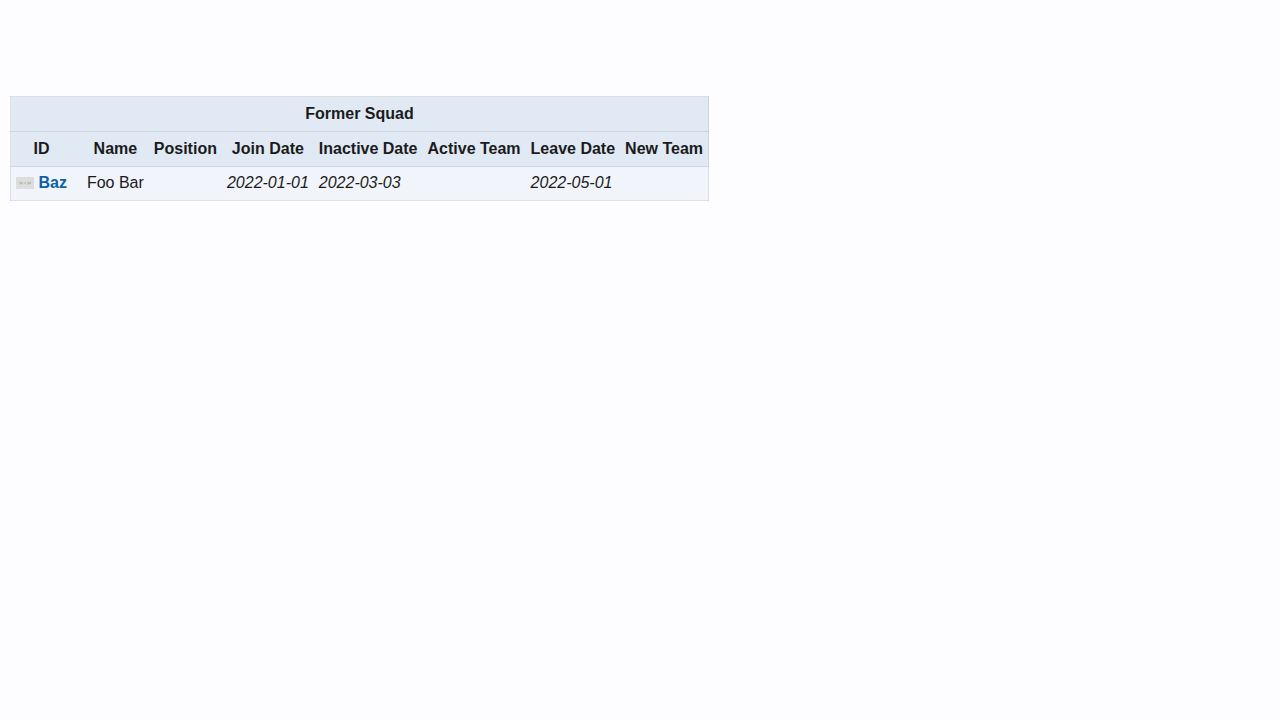 Former Squad
ID Name Position Join Date Inactive Date Active Team Leave Date New Team
Baz Foo Bar 2022-01-01 2022-03-03 2022-05-01